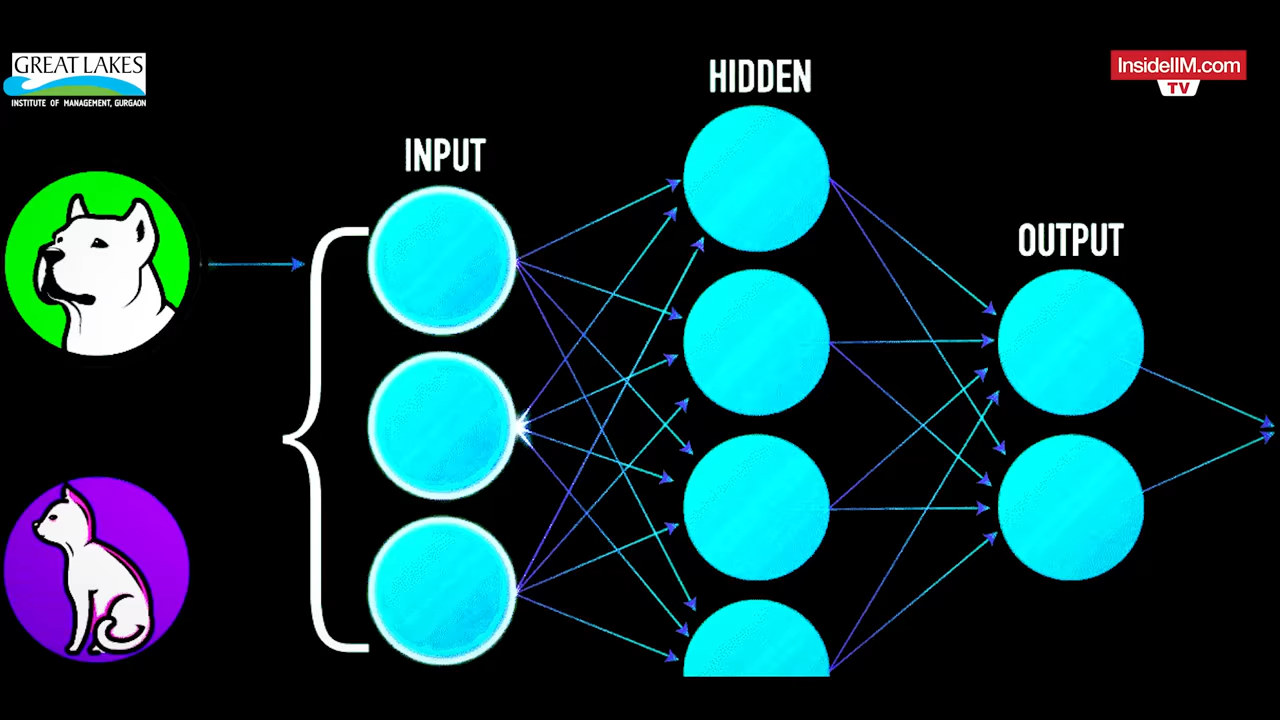 GREAT LAKES
INSTITUTE OF MANAGEMENT, GURGAON
InsideIIM.com
TV
HIDDEN
INPUT
OUTPUT